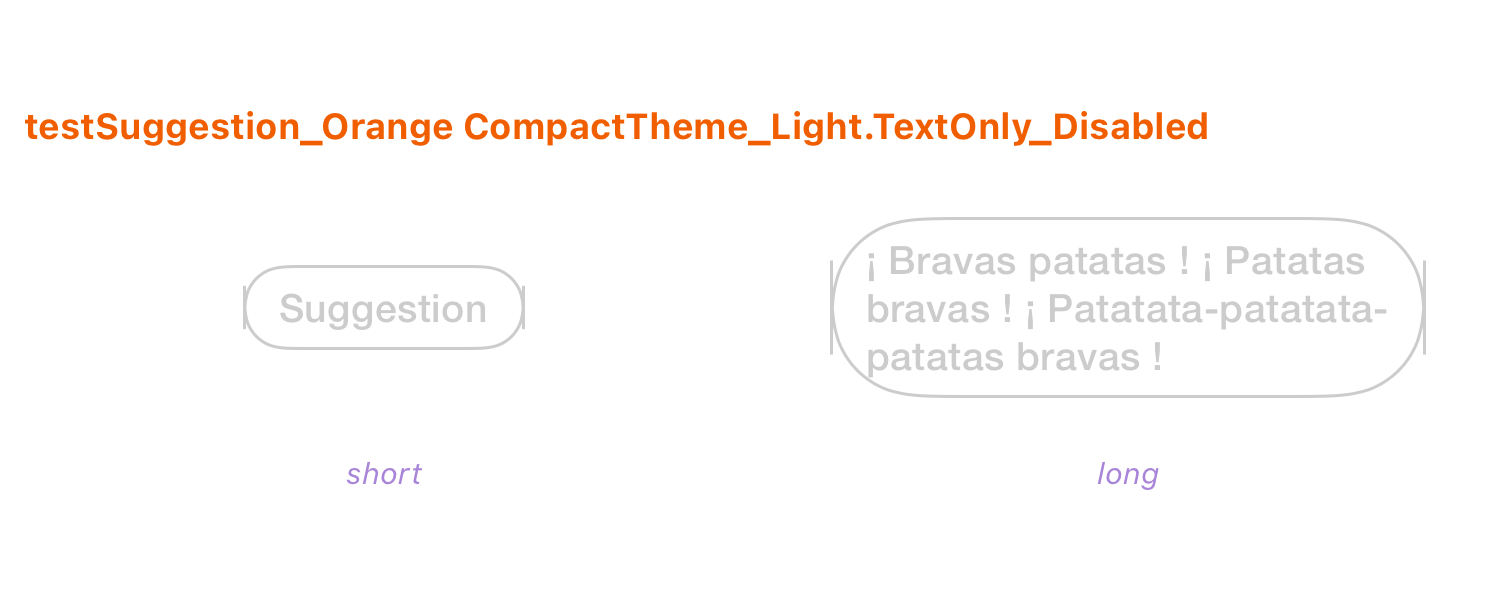 testSuggestion_Orange CompactTheme_Light.TextOnly_Disabled
Suggestion
¡ Bravas patatas ! ¡ Patatas
bravas ! ¡ Patatata-patatata-
patatas bravas !
short
long